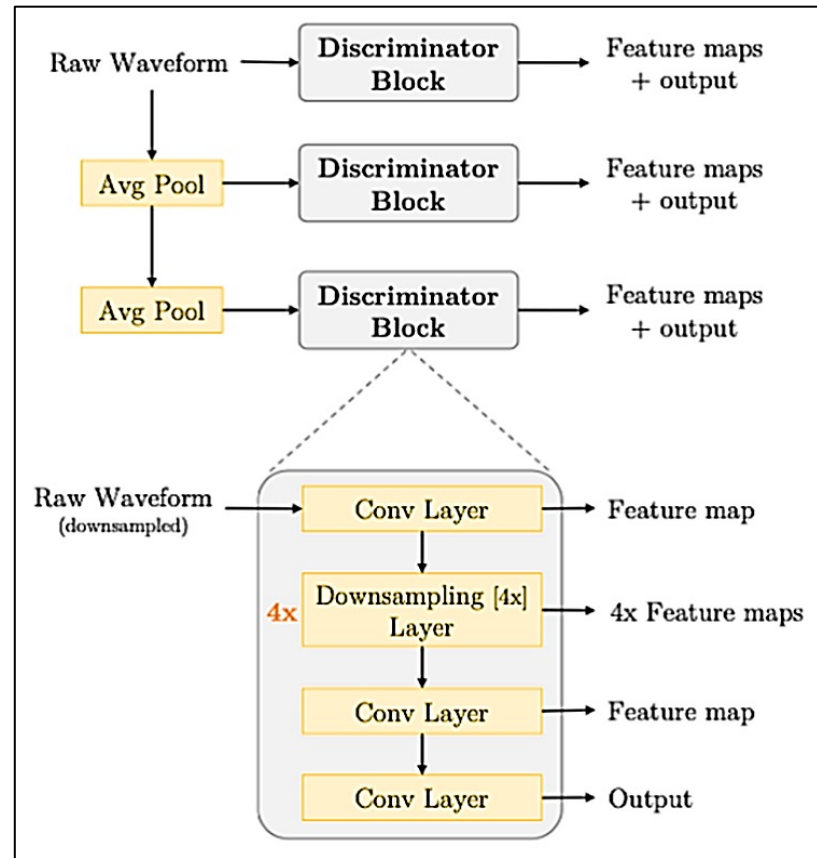 Raw Waveform
Discriminator
Block
Feature maps
+ output
Avg Pool
Discriminator
Block
Feature maps
+ output
Avg Pool
Discriminator
Block
Feature maps
+ output
Raw Waveform
(downsampled)
Conv Layer
Feature map
4x
Downsampling [4x]
Layer
4x Feature maps
Conv Layer
Feature map
Conv Layer
Output